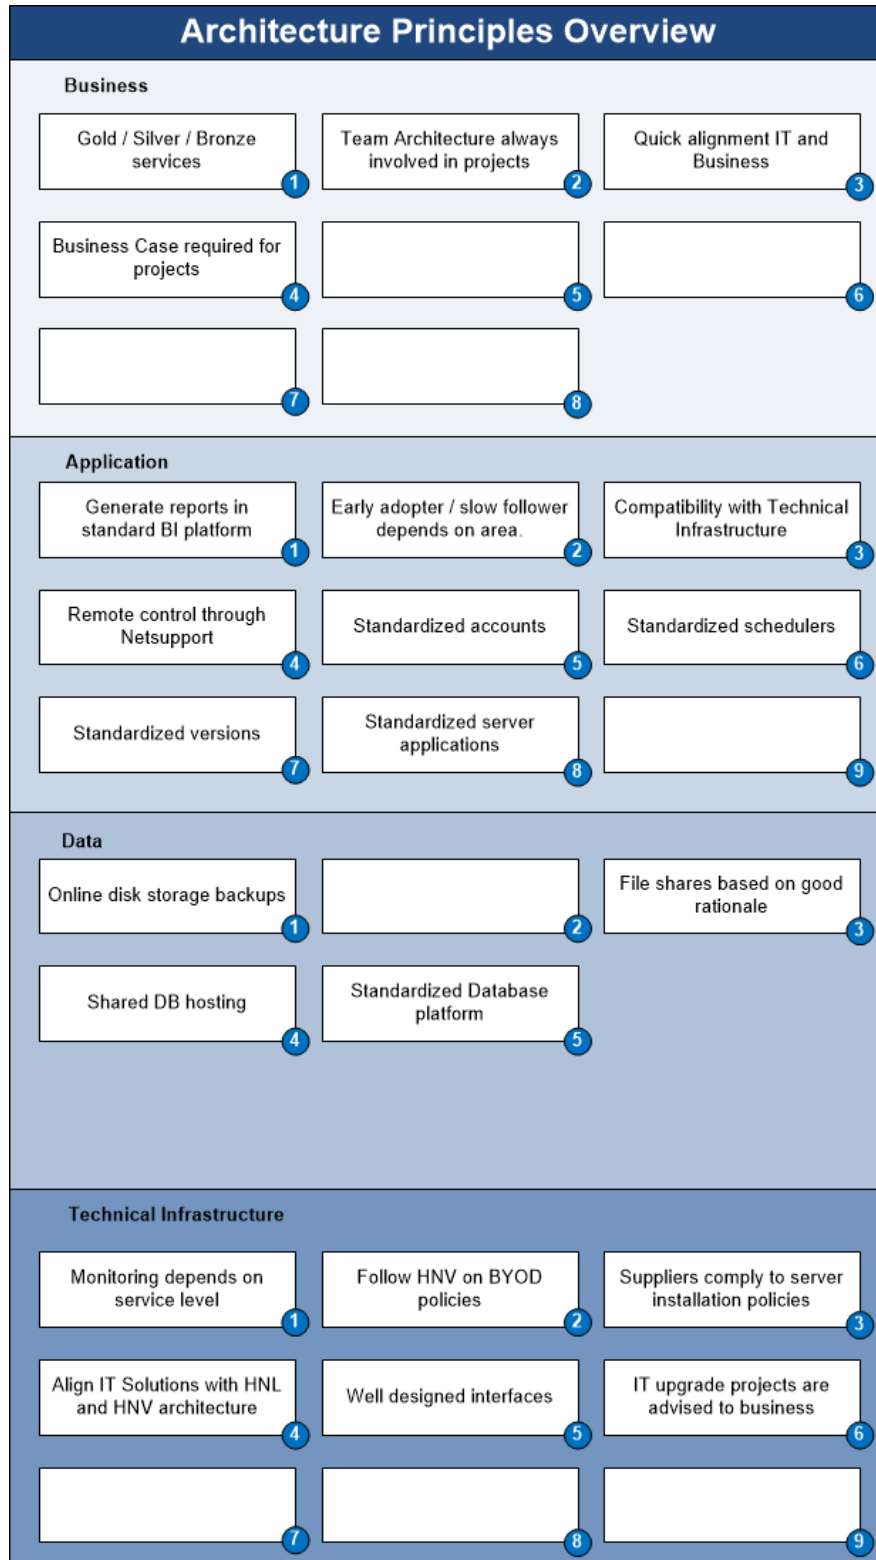 Architecture Principles Overview
Business
Gold / Silver / Bronze
services
1
Team Architecture always
involved in projects
2
Quick alignment IT and
Business
3
Business Case required for
projects
4
5
6
7
8
Application
Generate reports in
standard BI platform
1
Early adopter / slow follower
depends on area.
2
Compatibility with Technical
Infrastructure
3
Remote control through
Netsupport
4
Standardized accounts
5
Standardized schedulers
6
Standardized versions
7
Standardized server
applications
8
9
Data
Online disk storage backups
1
2
File shares based on good
rationale
3
Shared DB hosting
4
Standardized Database
platform
5
Technical Infrastructure
Monitoring depends on
service level
1
Follow HNV on BYOD
policies
2
Suppliers comply to server
installation policies
3
Align IT Solutions with HNL
and HNV architecture
4
Well designed interfaces
5
IT upgrade projects are
advised to business
6
7
8
9